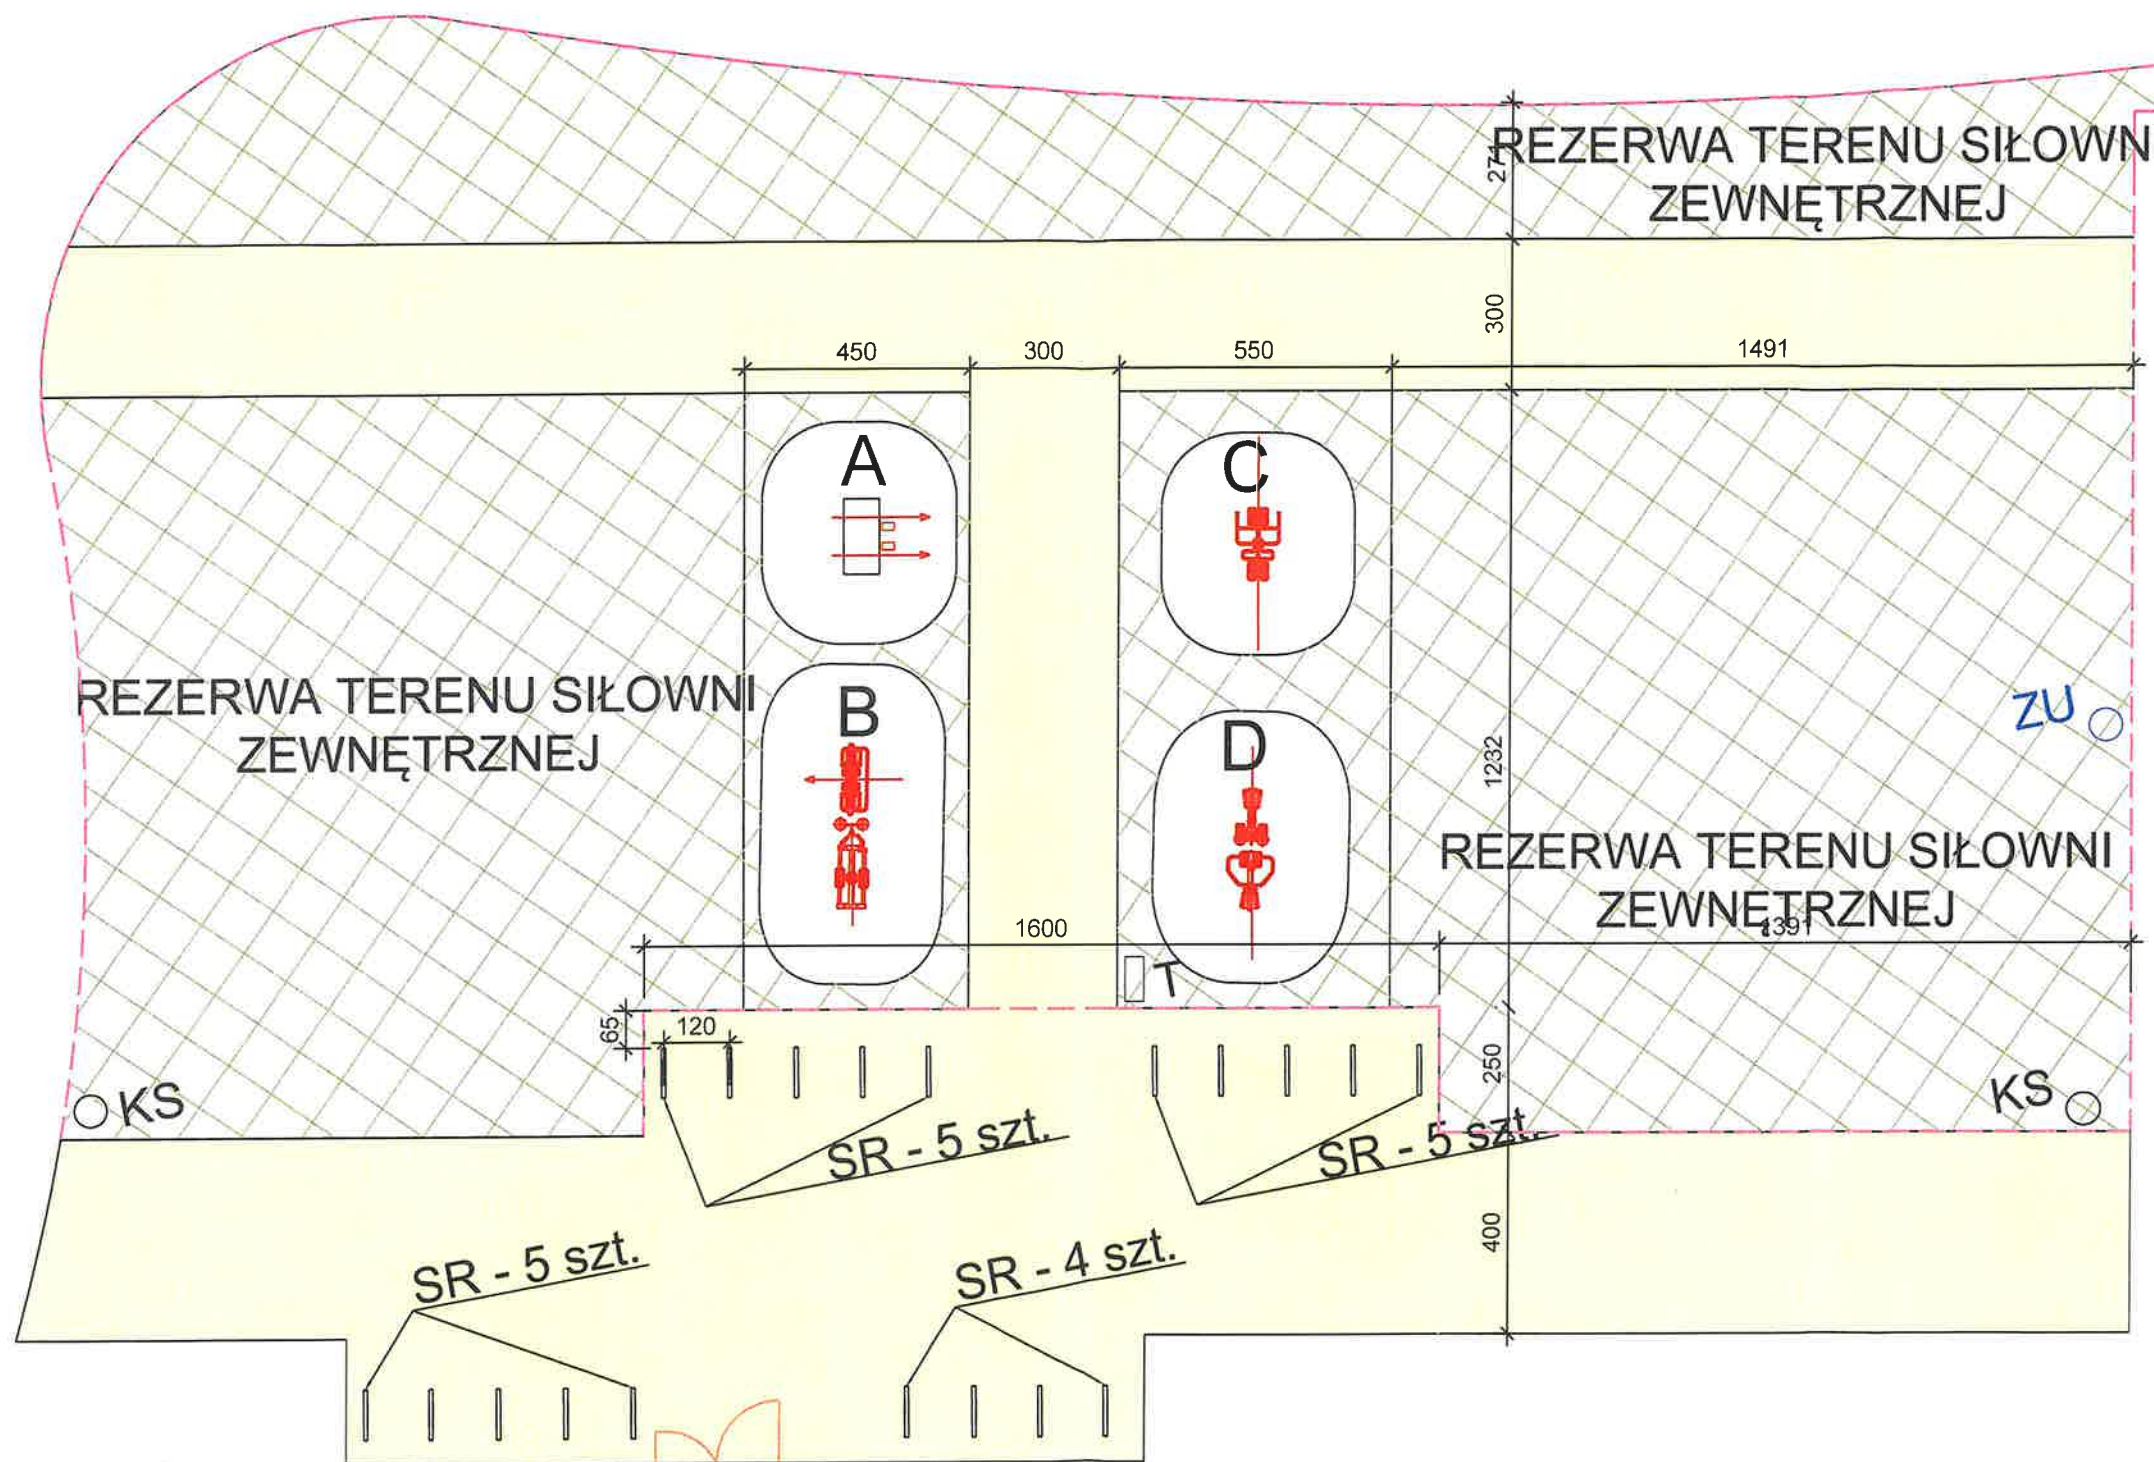 REZERWA TERENU SIŁOWN
ZEWNĘTRZNEJ
271
300
450
300
550
1491
A
C
REZERWA TERENU SIŁOWNI
ZEWNĘTRZNEJ
B
D
ZU
1232
REZERWA TERENU SIŁOWNI
ZEWNĘTRZNEJ
1391
1600
T
65
120
250
KS
KS
SR - 5 szt.
SR - 5 szt.
400
SR - 5 szt.
SR - 4 szt.